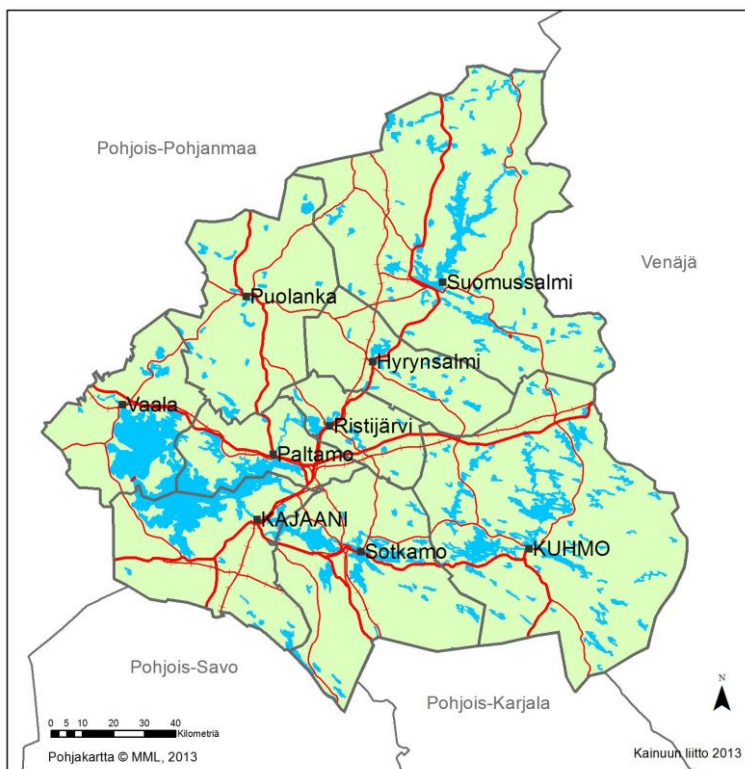 Pohjois-Pohjanmaa
Venäjä
Suomussalmi
Puolanka
Hyrynsalmi
Vaala
Ristijärvi
Paltamo
KAJAANI
Sotkamo
KUHMO
Pohjois-Savo
Pohjois-Karjala
N
0 5 10 20 30 40
Kilometriä
Pohjakartta © MML, 2013
Kainuun liitto 2013